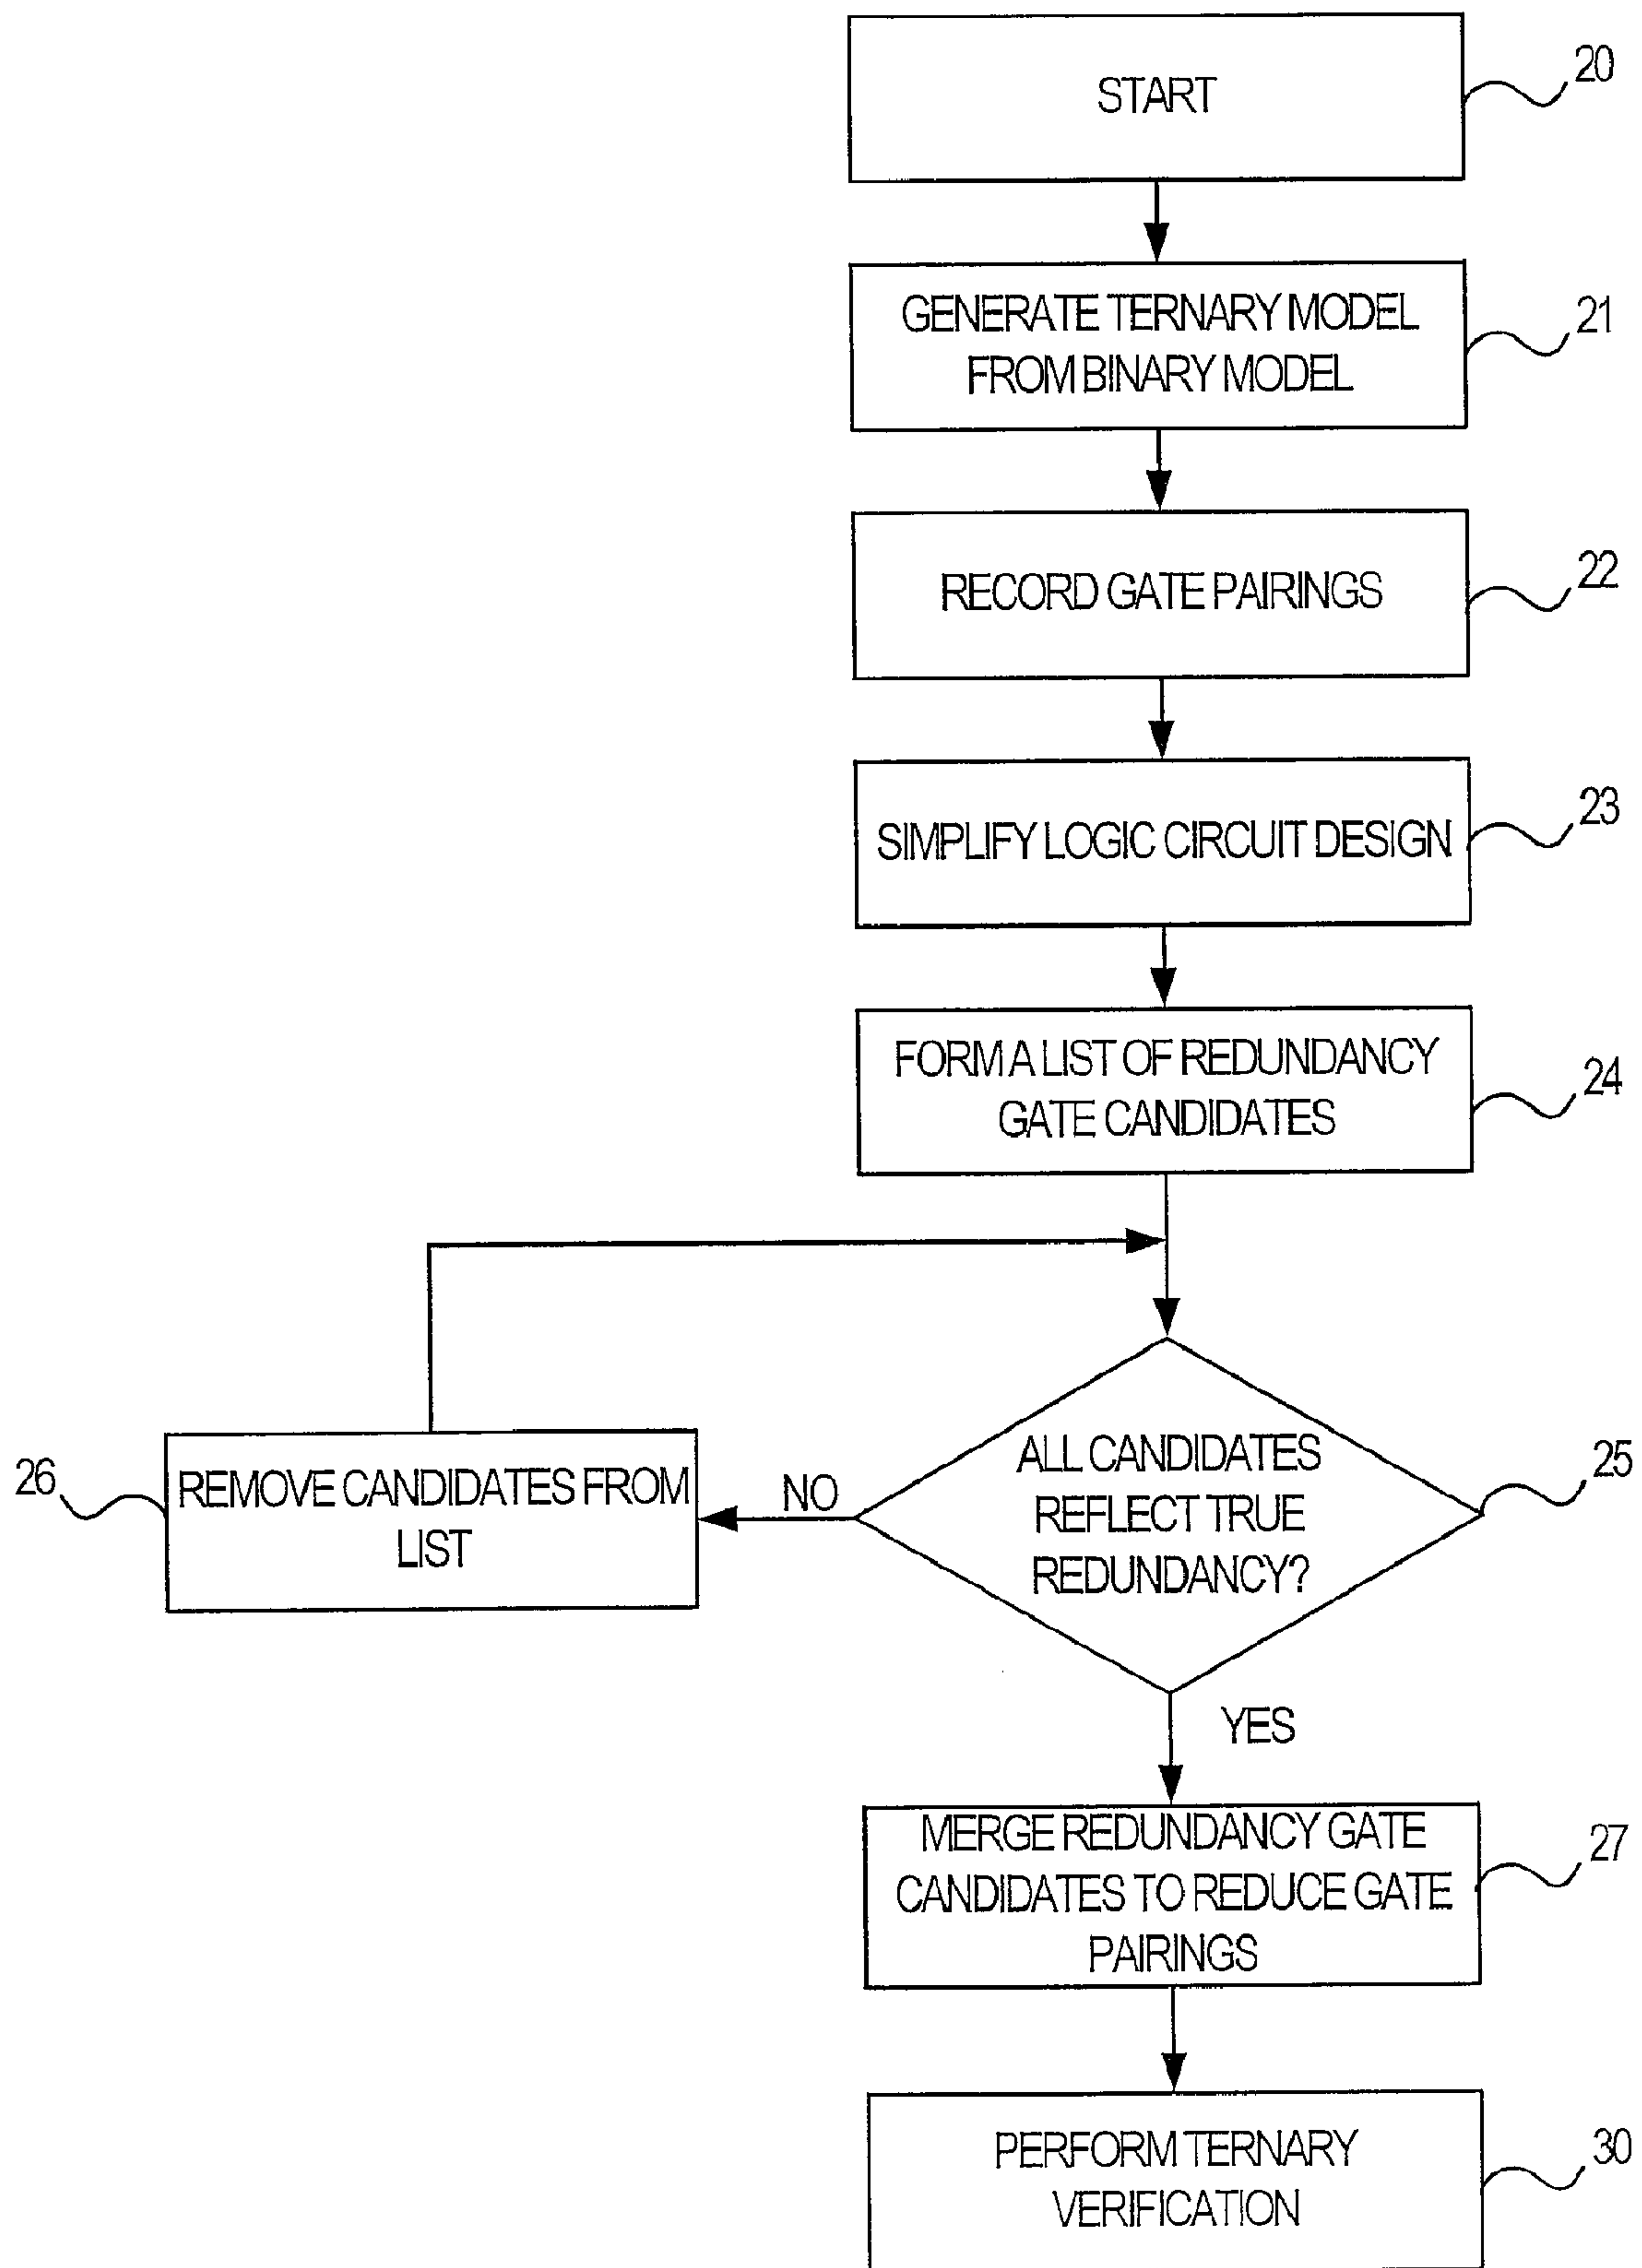 START
20
GENERATE TERNARY MODEL
FROM BINARY MODEL
21
RECORD GATE PAIRINGS
22
SIMPLIFY LOGIC CIRCUIT DESIGN
23
FORM A LIST OF REDUNDANCY
GATE CANDIDATES
24
ALL CANDIDATES
REFLECT TRUE
REDUNDANCY?
25
NO
26
REMOVE CANDIDATES FROM
LIST
YES
MERGE REDUNDANCY GATE
CANDIDATES TO REDUCE GATE
PAIRINGS
27
PERFORM TERNARY
VERIFICATION
30